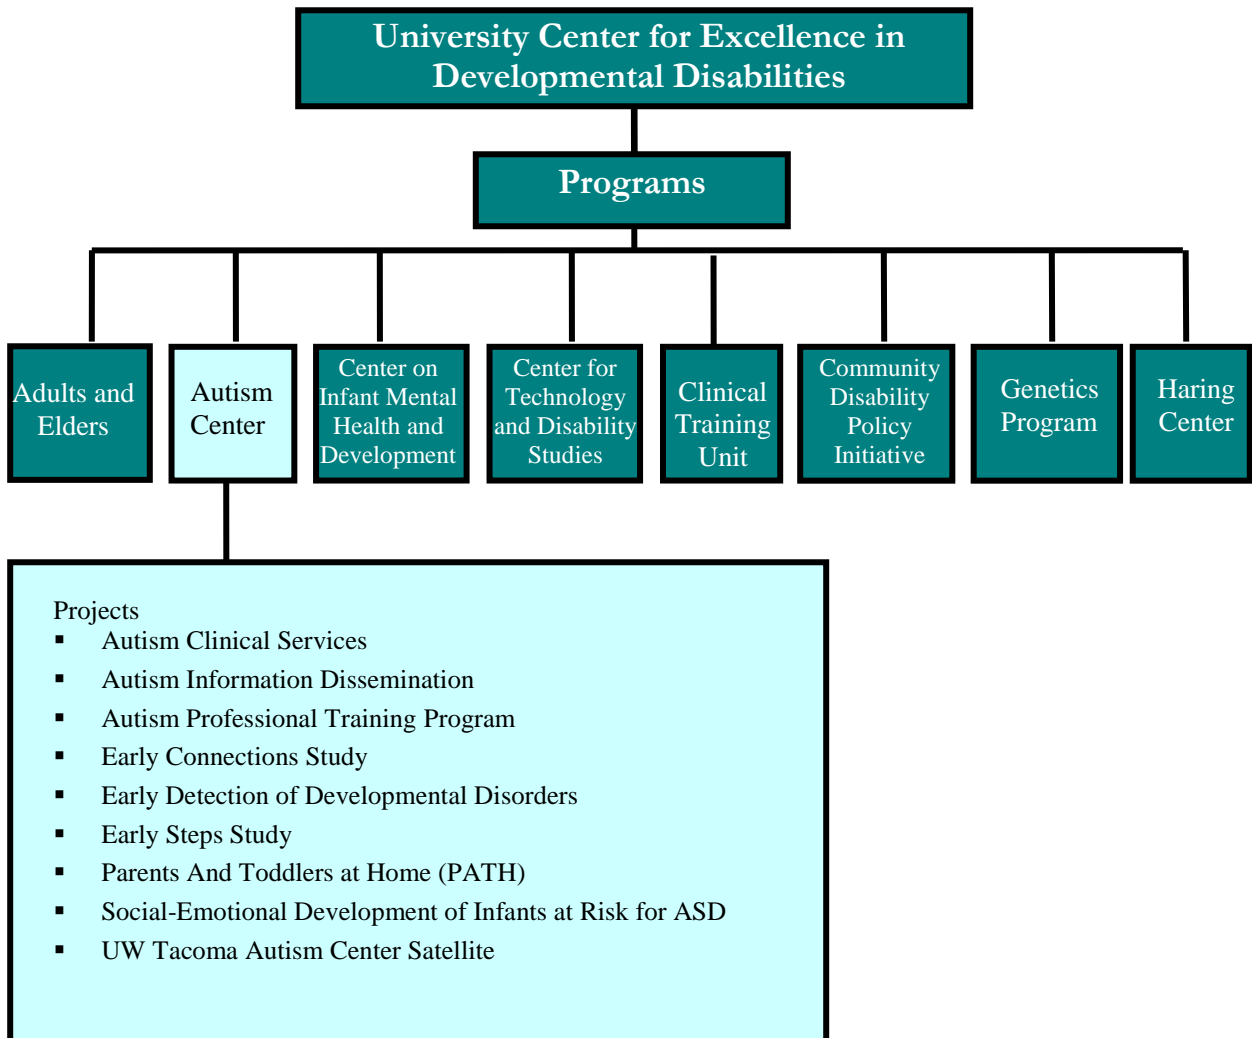 University Center for Excellence in
Developmental Disabilities
Programs
Adults and
Elders
Autism
Center
Center on
Infant Mental
Health and
Development
Center for
Technology
and Disability
Studies
Clinical
Training
Unit
Community
Disability
Policy
Initiative
Genetics
Program
Haring
Center
Projects
▪ Autism Clinical Services
▪ Autism Information Dissemination
▪ Autism Professional Training Program
▪ Early Connections Study
▪ Early Detection of Developmental Disorders
▪ Early Steps Study
▪ Parents And Toddlers at Home (PATH)
▪ Social-Emotional Development of Infants at Risk for ASD
▪ UW Tacoma Autism Center Satellite